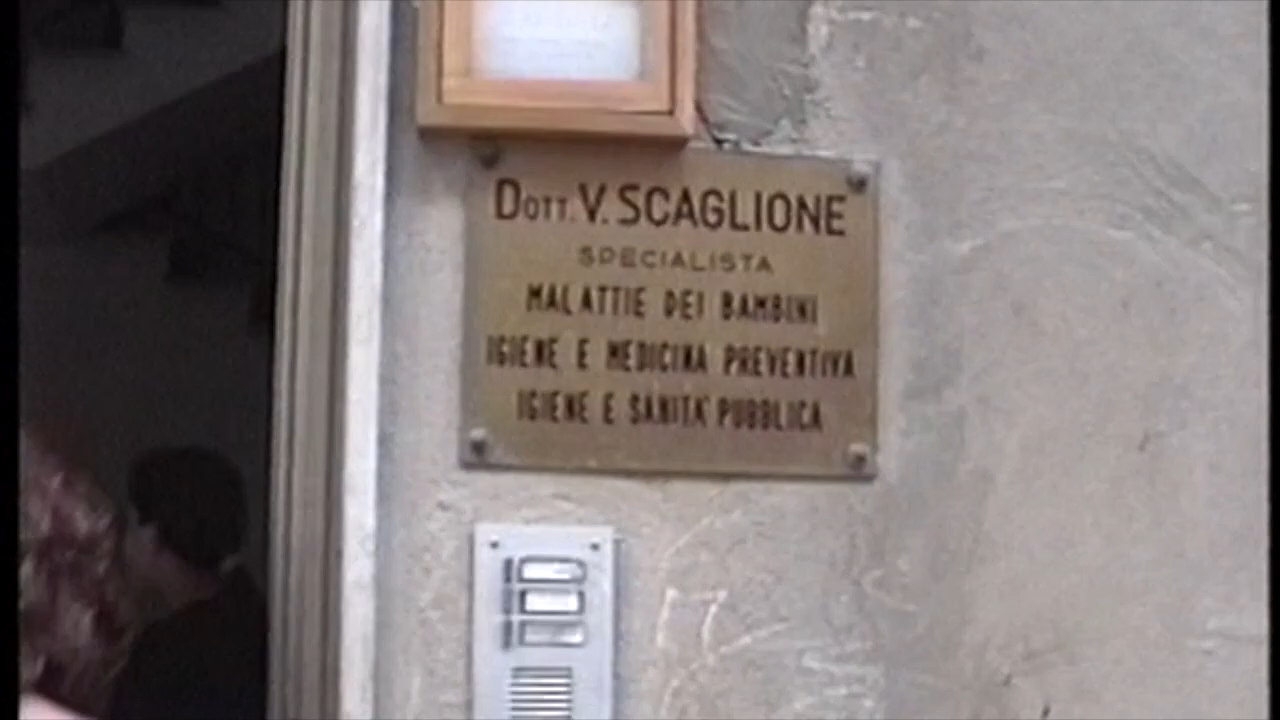 DOTT. V. SCAGLIONE
SPECIALISTA
MALATTIE DEI BAMBINI
IGIENE E MEDICINA PREVENTIVA
IGIENE E SANITA' PUBBLICA